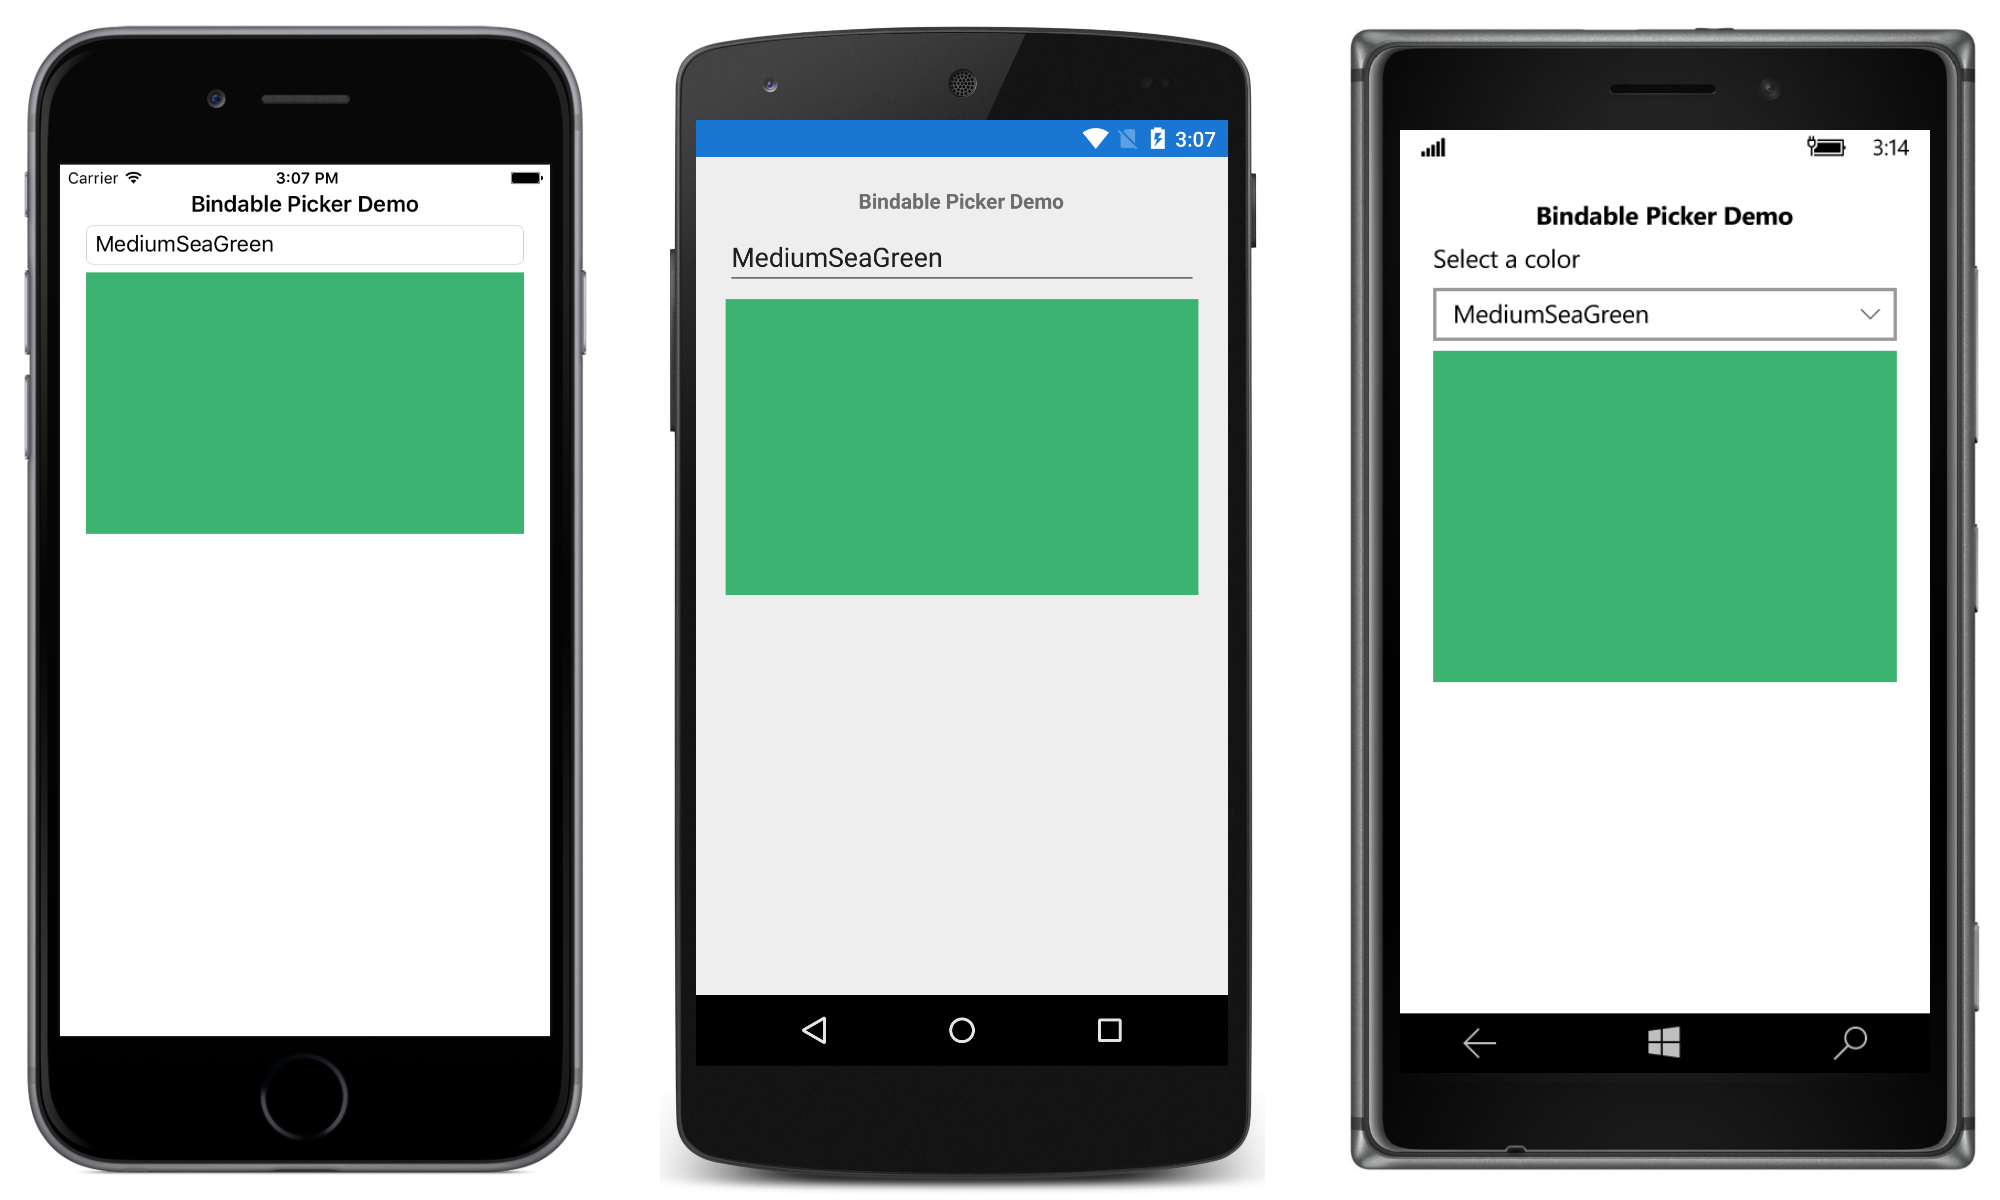 Carrier 3:07 PM
Bindable Picker Demo
MediumSeaGreen
3:07
Bindable Picker Demo
MediumSeaGreen
3:14
Bindable Picker Demo
Select a color
MediumSeaGreen